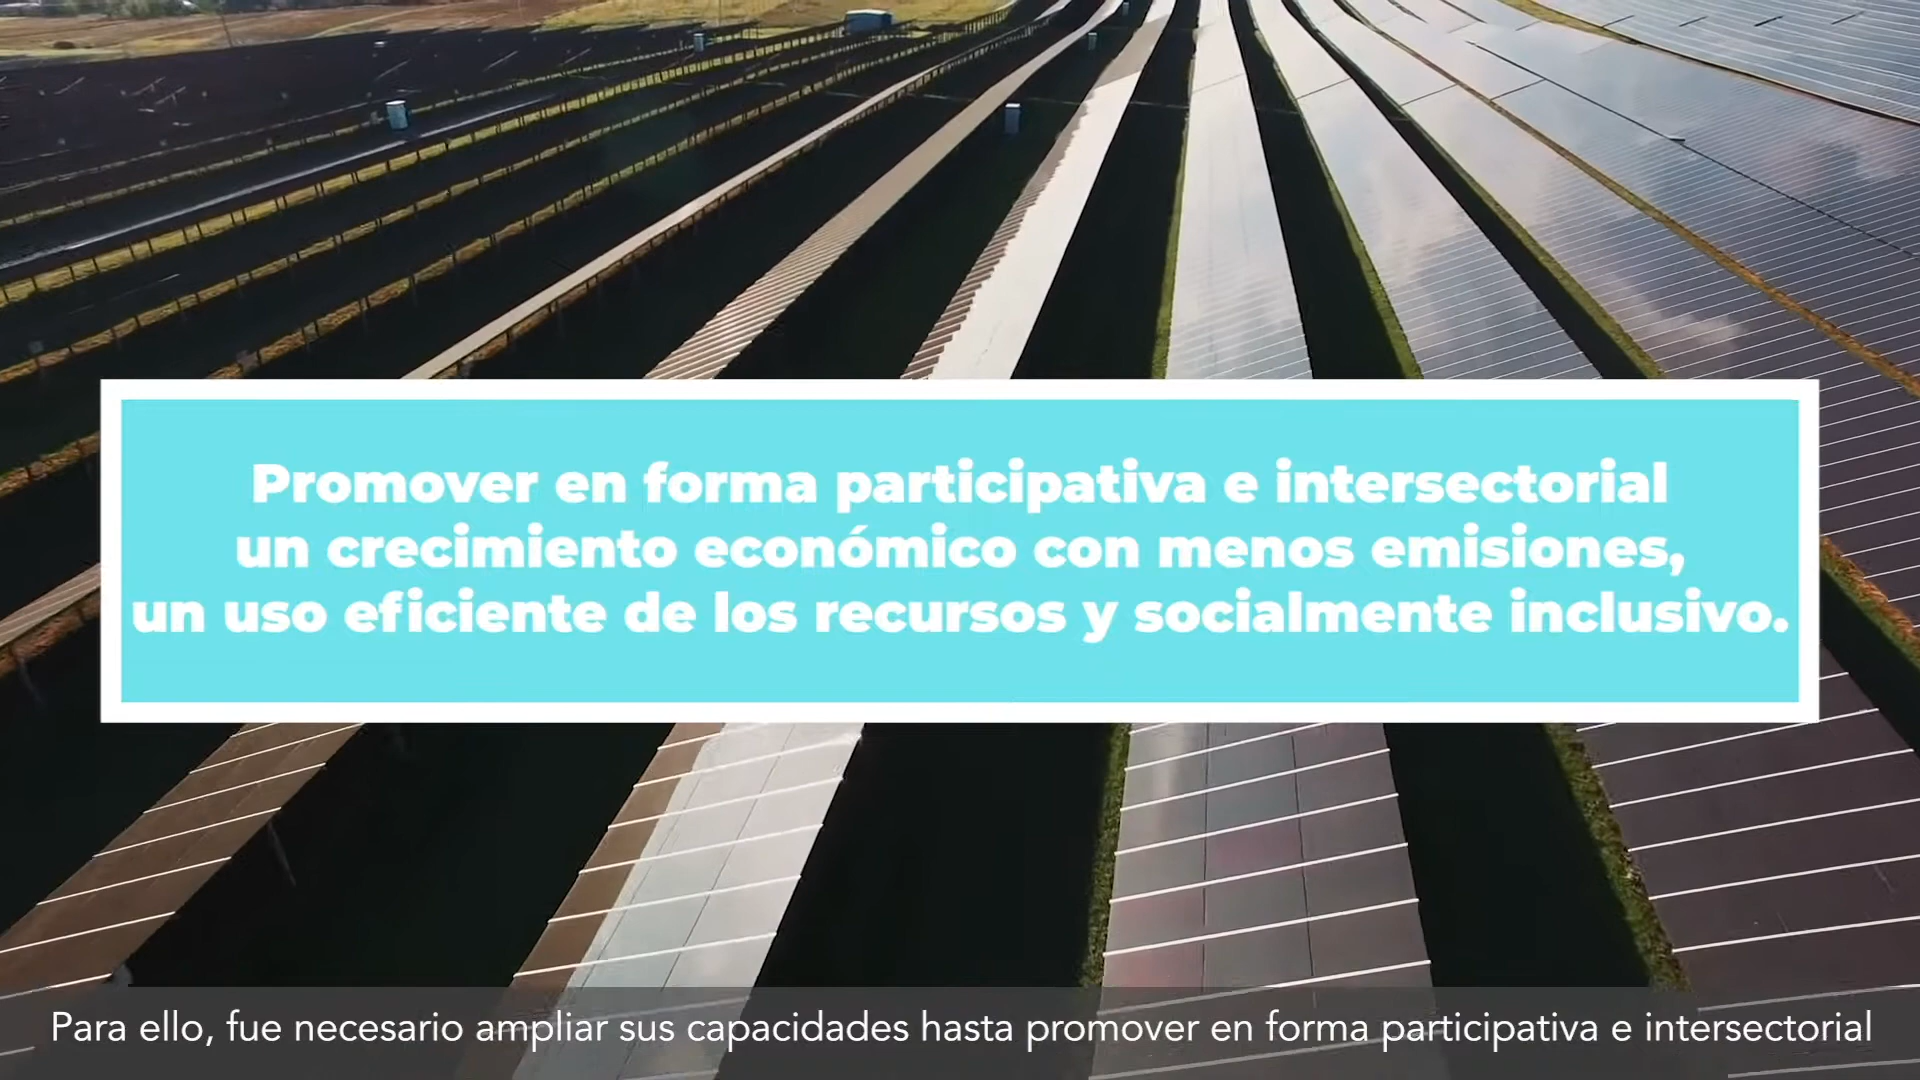 Promover en forma participativa e intersectorial
un crecimiento económico con menos emisiones,
un uso eficiente de los recursos y socialmente inclusivo.
Para ello, fue necesario ampliar sus capacidades hasta promover en forma participativa e intersectorial